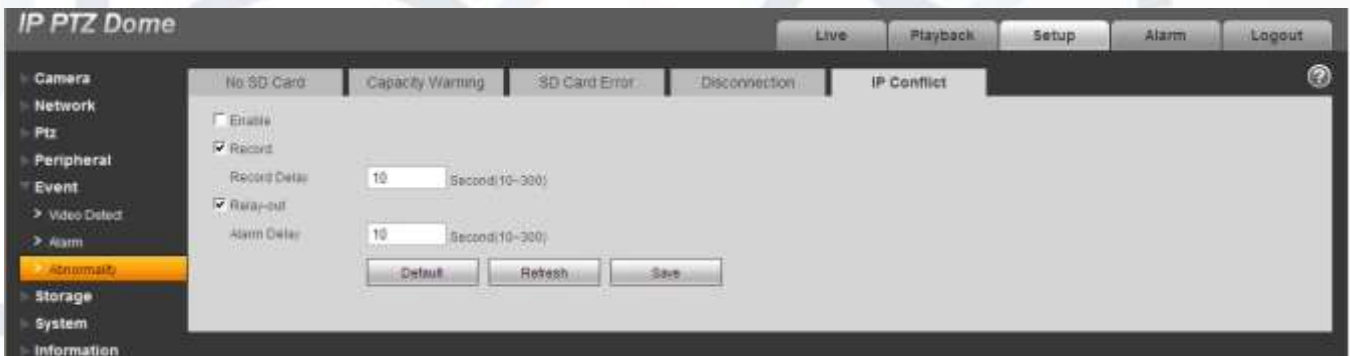 IP PTZ Dome
Live Playback Setup Alarm Logout
Camera
Network
Ptz
Peripheral
Event
> Video Detect
> Alarm
> Abnormality
Storage
System
Information
No SD Card Capacity Warning SD Card Error Disconnection IP Conflict
Enable
Record
Record Delay 10 Second(10~300)
Relay-out
Alarm Delay 10 Second(10~300)
Default Refresh Save